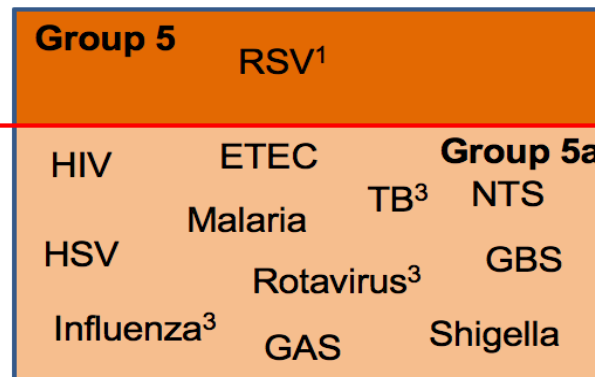 Group 5
RSV¹
Group 5a
HIV
ETEC
TB³
NTS
Malaria
HSV
GBS
Rotavirus³
Influenza³
GAS
Shigella